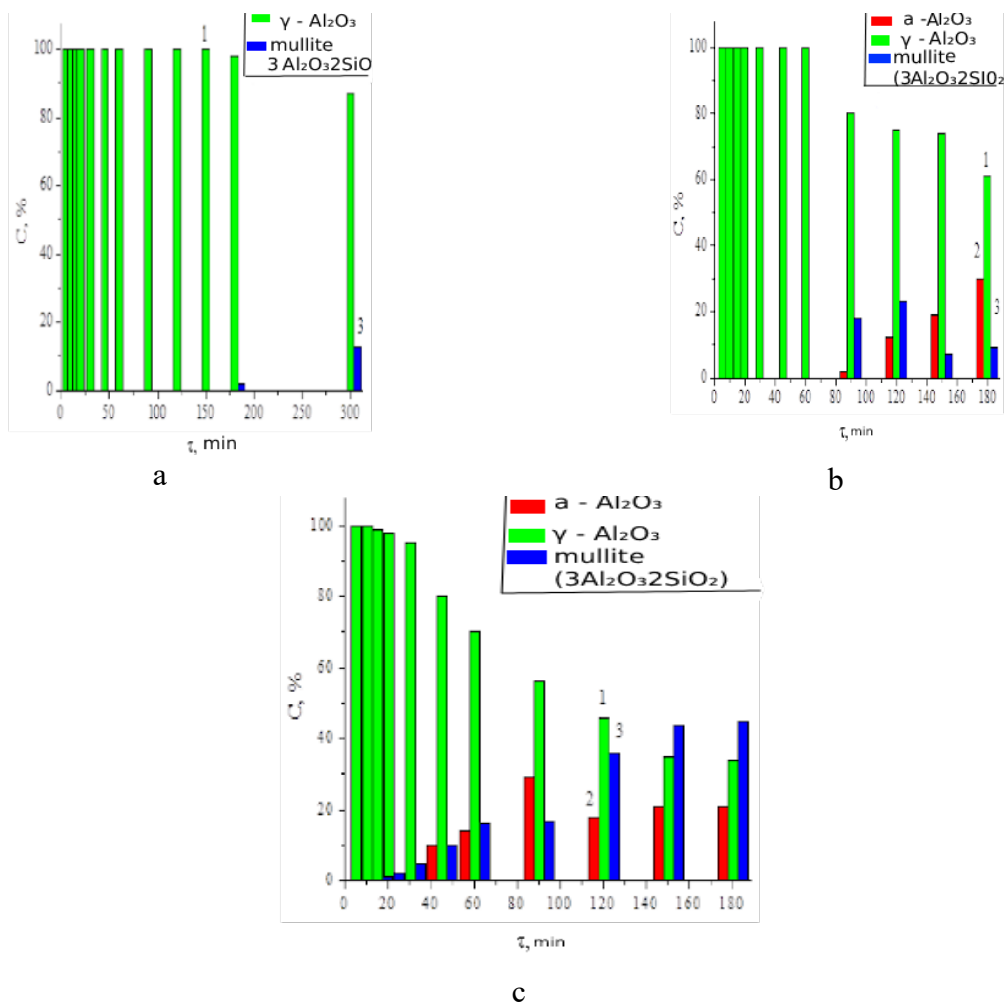 γ - Al₂O₃
mullite
3 Al₂O₃2SiO
1
100
80
60
40
20
0
C, %
3
0 50 100 150 200 250 300
τ, min
a
a -Al₂O₃
γ - Al₂O₃
mullite
(3Al₂O₃2SI0₂
100
80
60
40
20
0
C, %
1
2
3
0 20 40 60 80 100 120 140 160 180
τ, min
b
a - Al₂O₃
γ - Al₂O₃
mullite
(3Al₂O₃2SiO₂)
100
80
60
40
20
0
C, %
1
3
2
0 20 40 60 80 100 120 140 160 180
τ, min
c